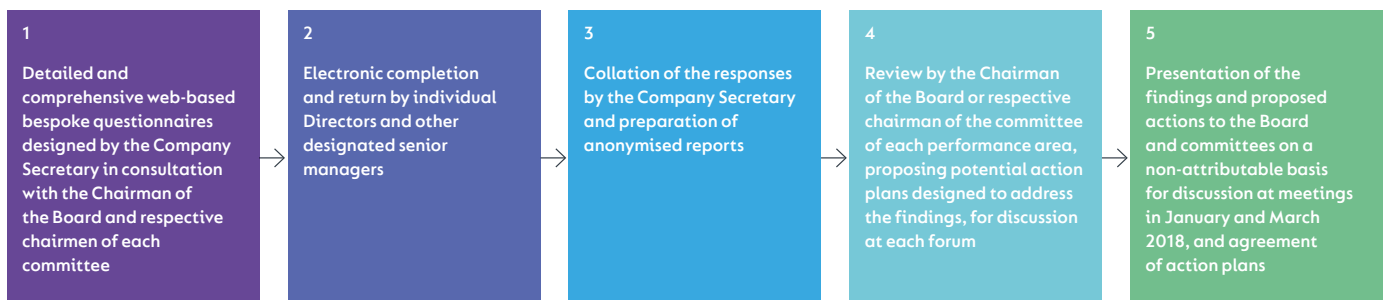 1
Detailed and
comprehensive web-based
bespoke questionnaires
designed by the Company
Secretary in consultation
with the Chairman of
the Board and respective
chairmen of each
committee
2
Electronic completion
and return by individual
Directors and other
designated senior
managers
3
Collation of the responses
by the Company Secretary
and preparation of
anonymised reports
4
Review by the Chairman
of the Board or respective
chairman of the committee
of each performance area,
proposing potential action
plans designed to address
the findings, for discussion
at each forum
5
Presentation of the
findings and proposed
actions to the Board
and committees on a
non-attributable basis
for discussion at meetings
in January and March
2018, and agreement
of action plans